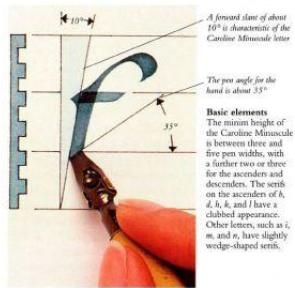 10°
A forward slant of about
10° is characteristic of the
Caroline Minuscule letter
f
The pen angle for the
hand is about 35°
35°
Basic elements
The minim height of
the Caroline Minuscule
is between three and
five pen widths, with
a further two or three
for the ascenders and
descenders. The serifs
on the ascenders of b,
d, h, k, and l have a
clubbed appearance.
Other letters, such as i,
m, and n, have slightly
wedge-shaped serifs.